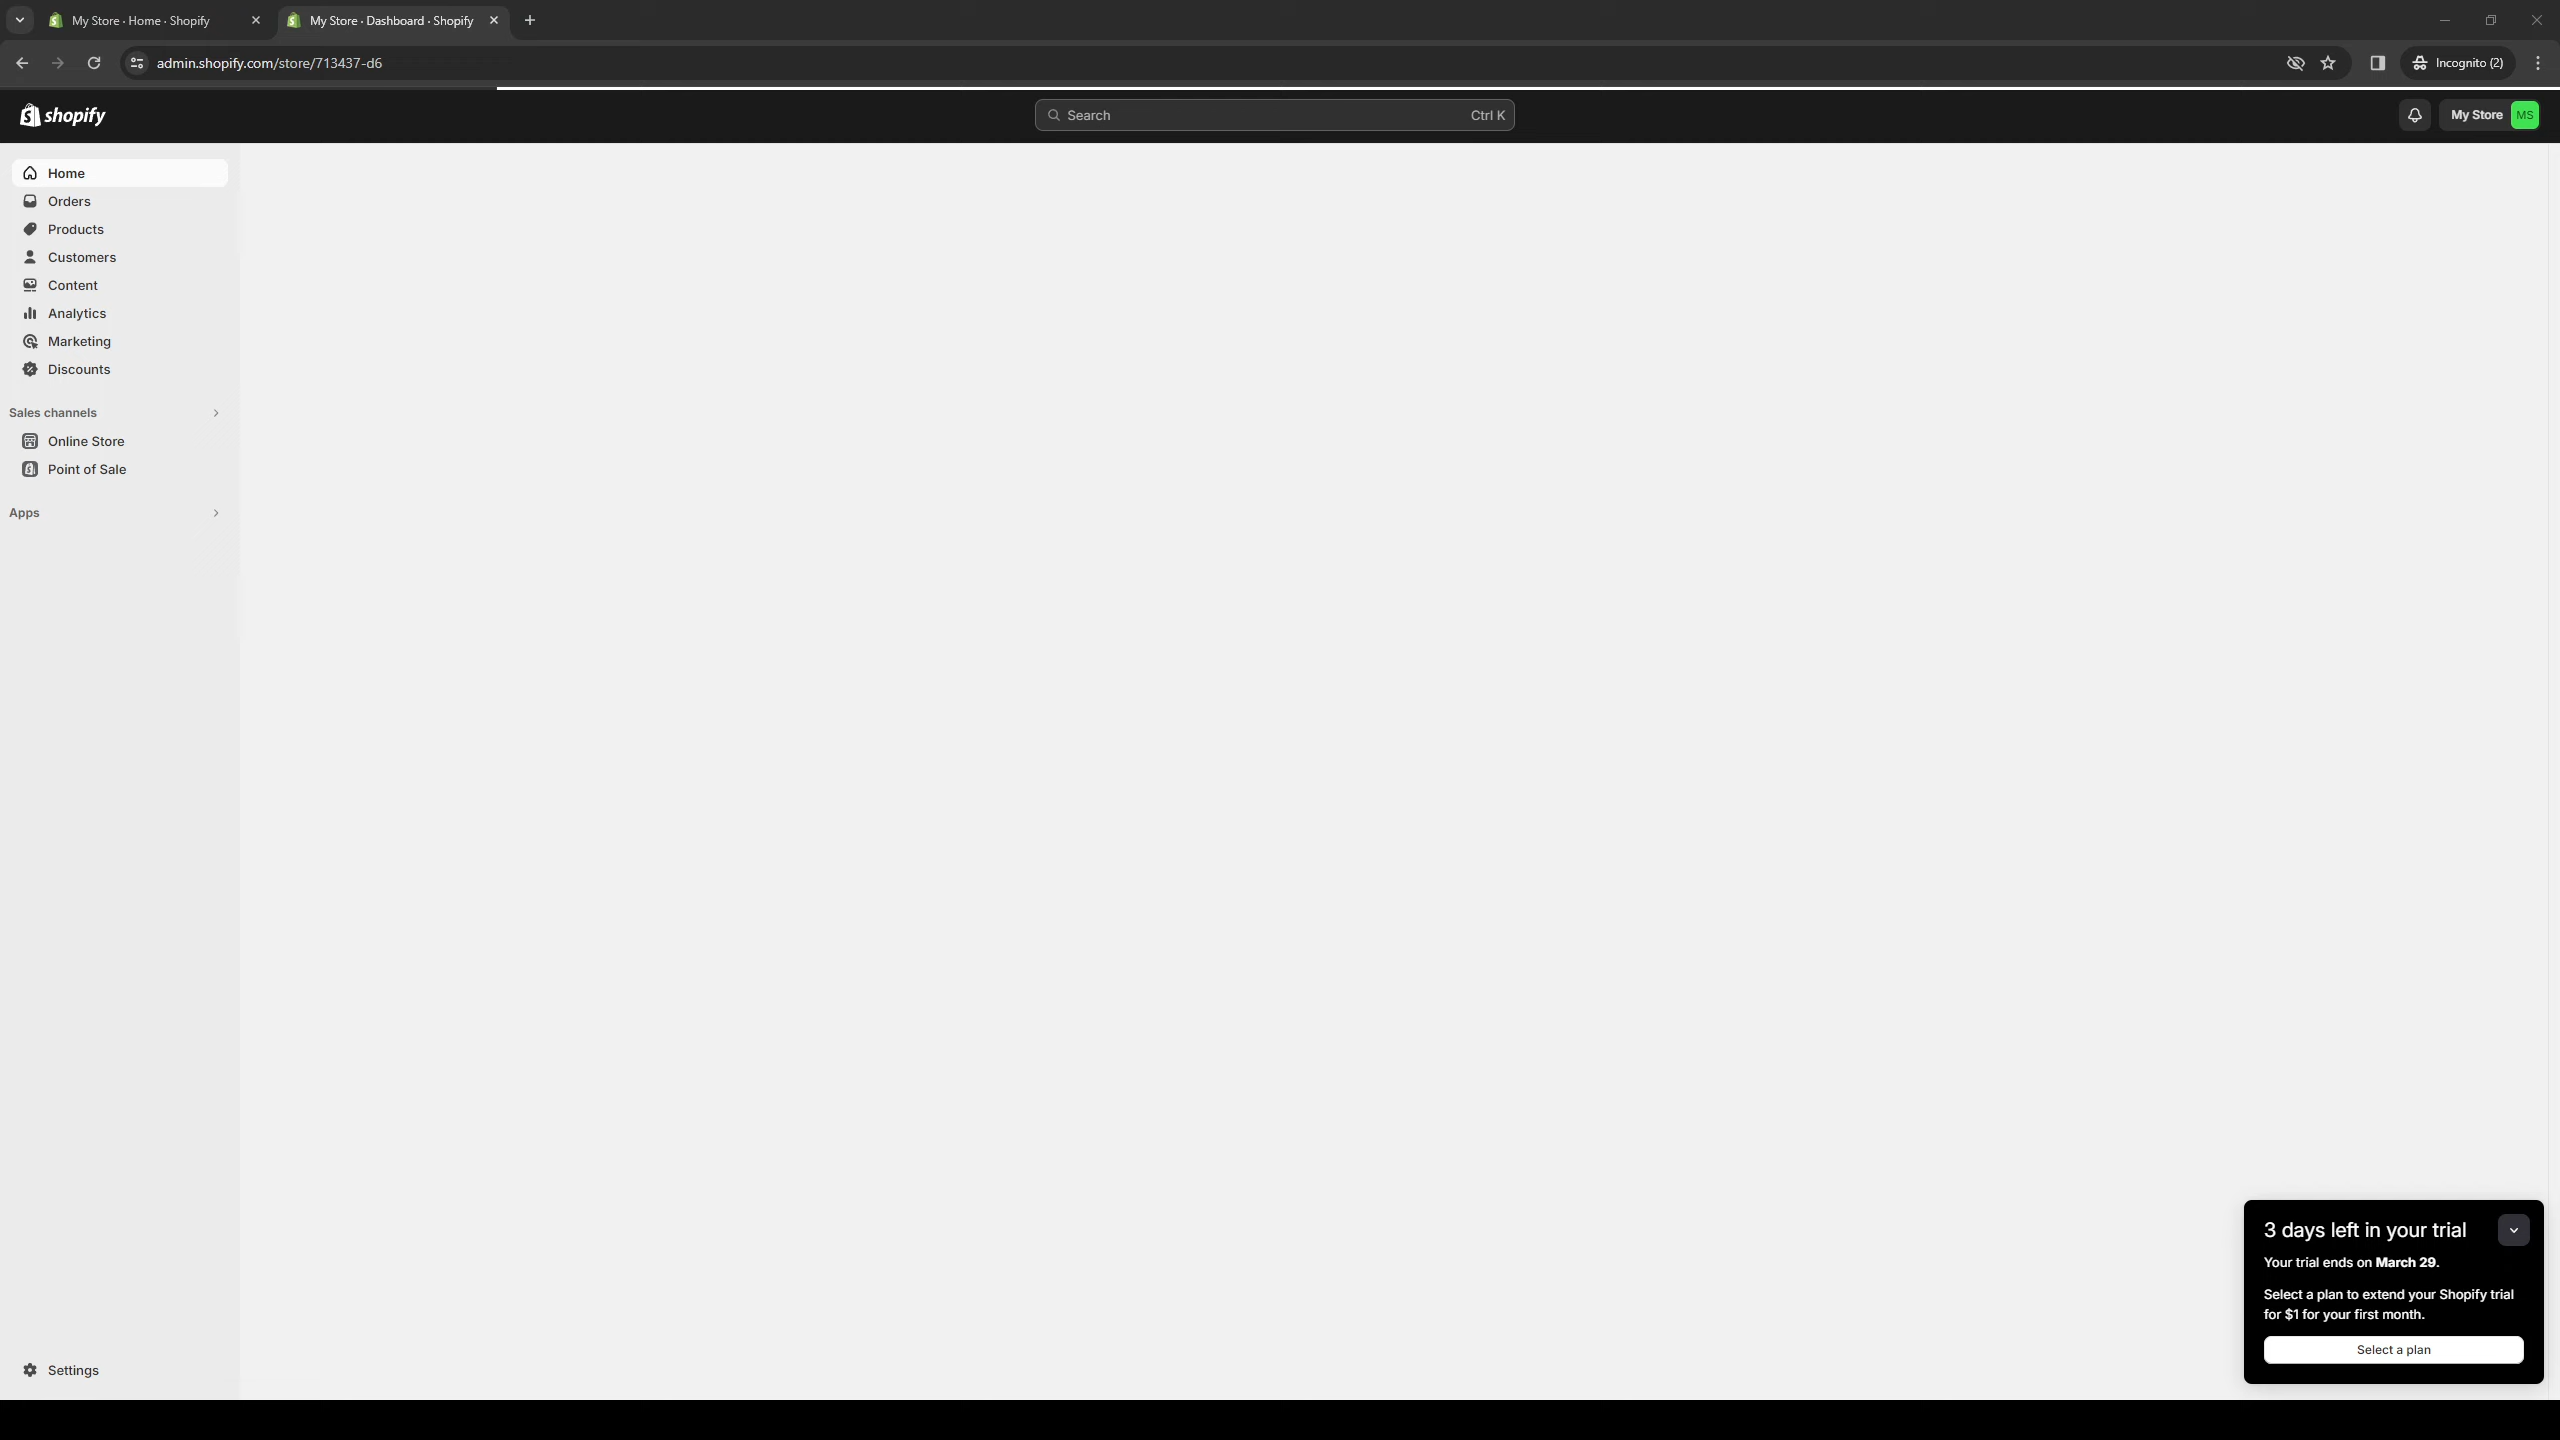 My Store · Home · Shopify
My Store · Dashboard · Shopify
admin.shopify.com/store/713437-d6
Incognito (2)
shopify
Search
Ctrl K
My Store
MS
Home
Orders
Products
Customers
Content
Analytics
Marketing
Discounts
Sales channels
Online Store
Point of Sale
Apps
Settings
3 days left in your trial
Your trial ends on March 29.
Select a plan to extend your Shopify trial
for $1 for your first month.
Select a plan